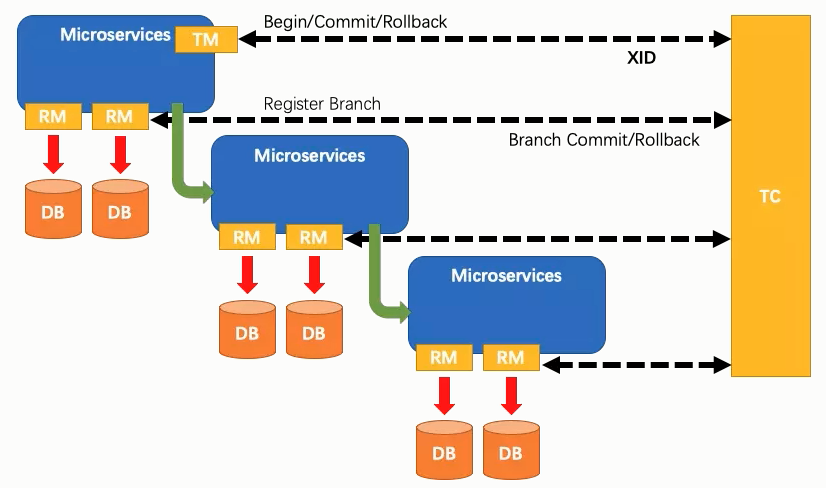 Begin/Commit/Rollback
Microservices
TM
XID
Register Branch
RM
RM
Branch Commit/Rollback
Microservices
TC
DB
DB
RM
RM
Microservices
DB
DB
RM
RM
DB
DB